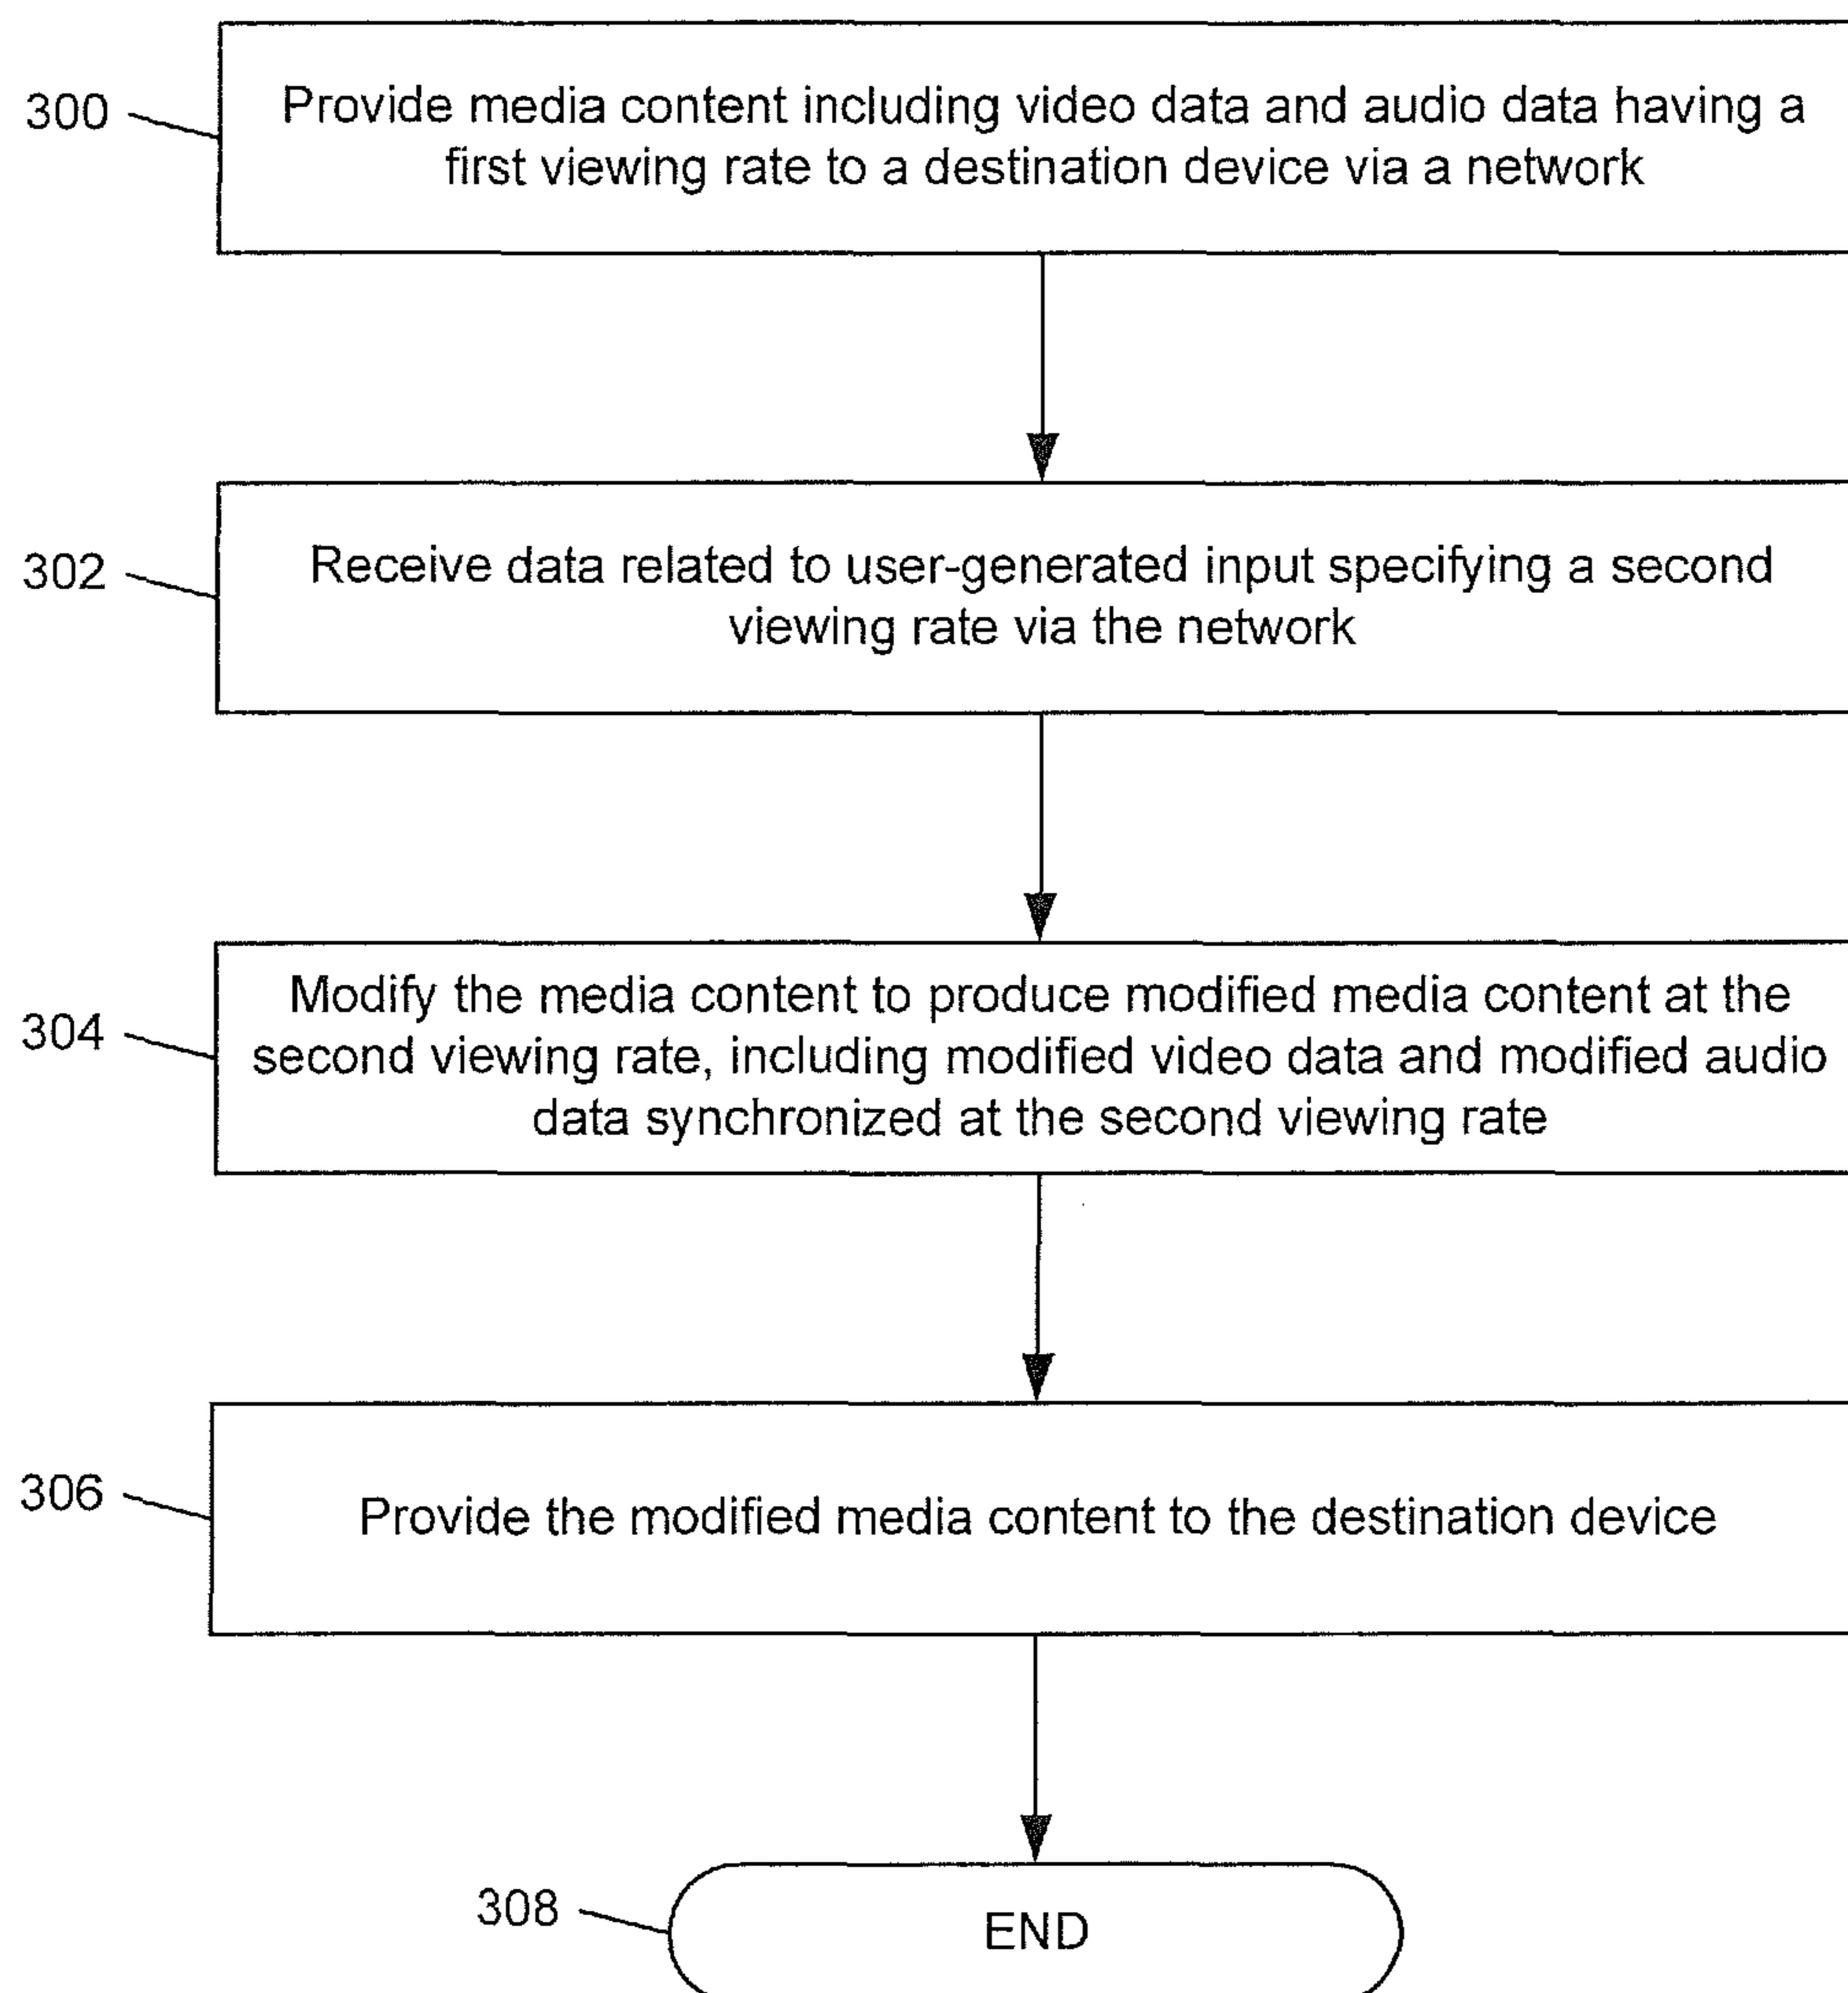 300
Provide media content including video data and audio data having a
first viewing rate to a destination device via a network
302
Receive data related to user-generated input specifying a second
viewing rate via the network
304
Modify the media content to produce modified media content at the
second viewing rate, including modified video data and modified audio
data synchronized at the second viewing rate
306
Provide the modified media content to the destination device
308
END